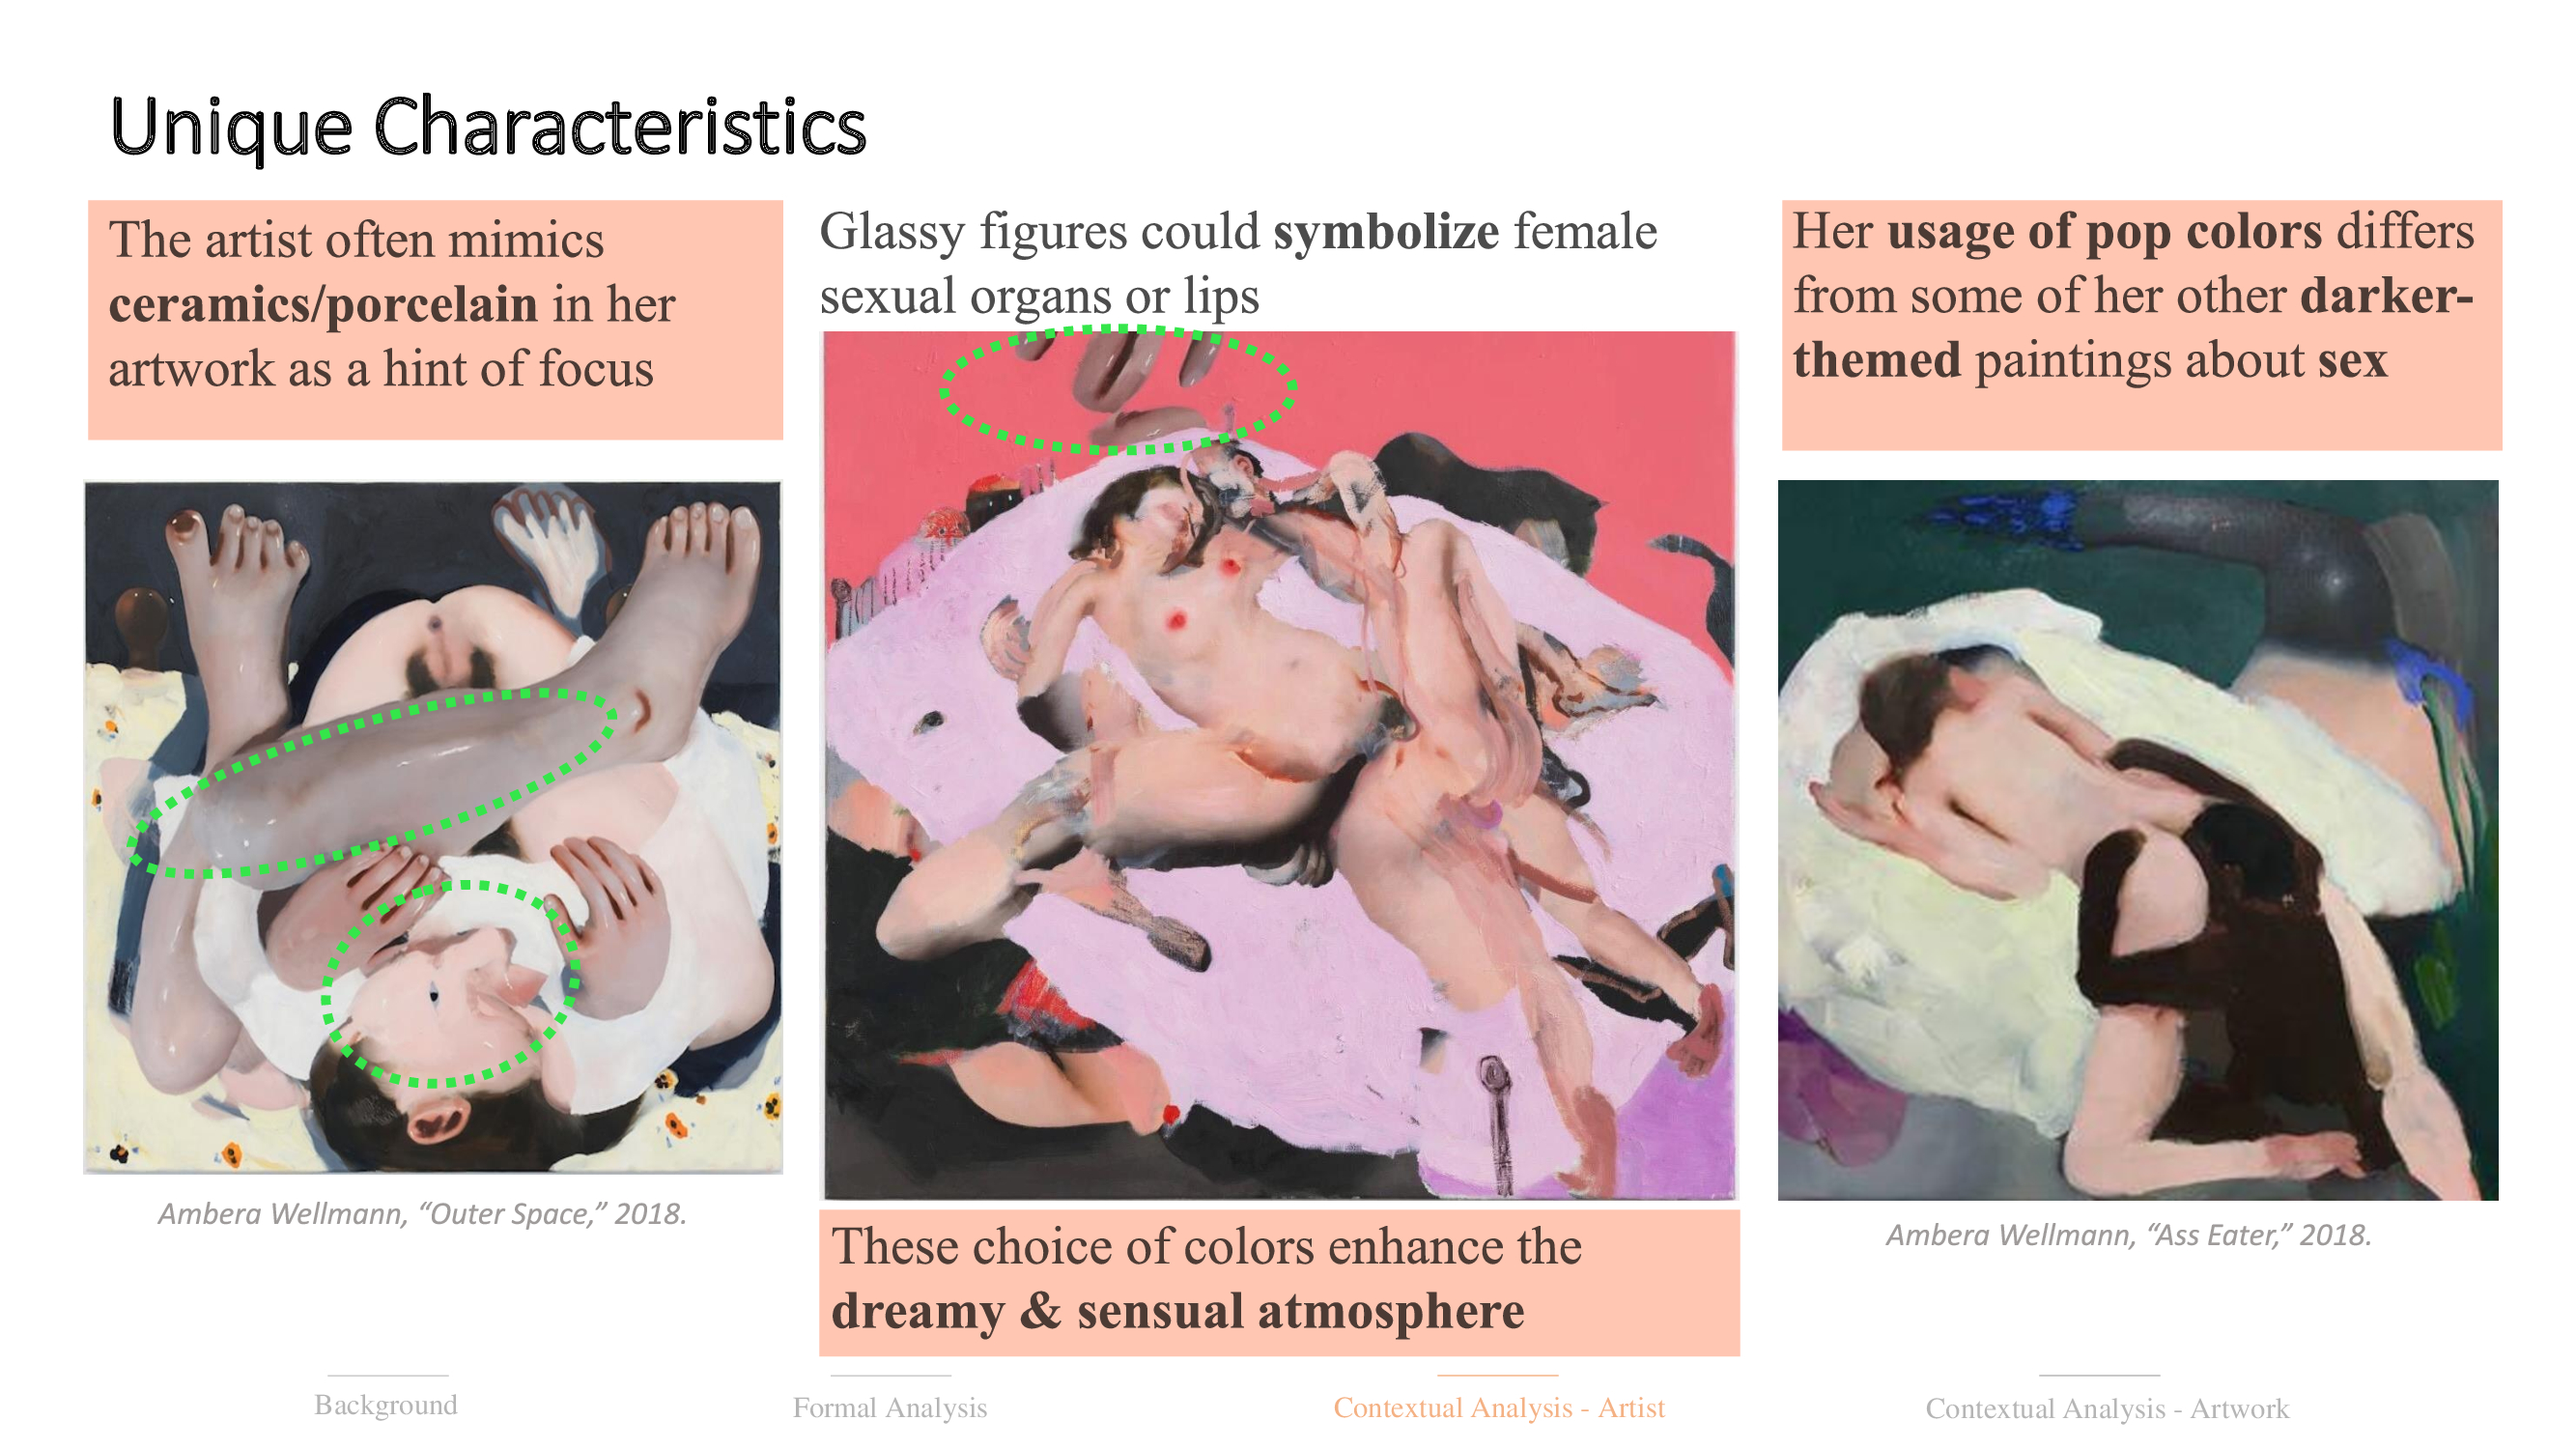 Unique Characteristics
The artist often mimics
ceramics/porcelain in her
artwork as a hint of focus
Ambera Wellmann, “Outer Space,” 2018.
Glassy figures could symbolize female
sexual organs or lips
These choice of colors enhance the
dreamy & sensual atmosphere
Her usage of pop colors differs
from some of her other darker-
themed paintings about sex
Ambera Wellmann, “Ass Eater,” 2018.
Background
Formal Analysis
Contextual Analysis - Artist
Contextual Analysis - Artwork